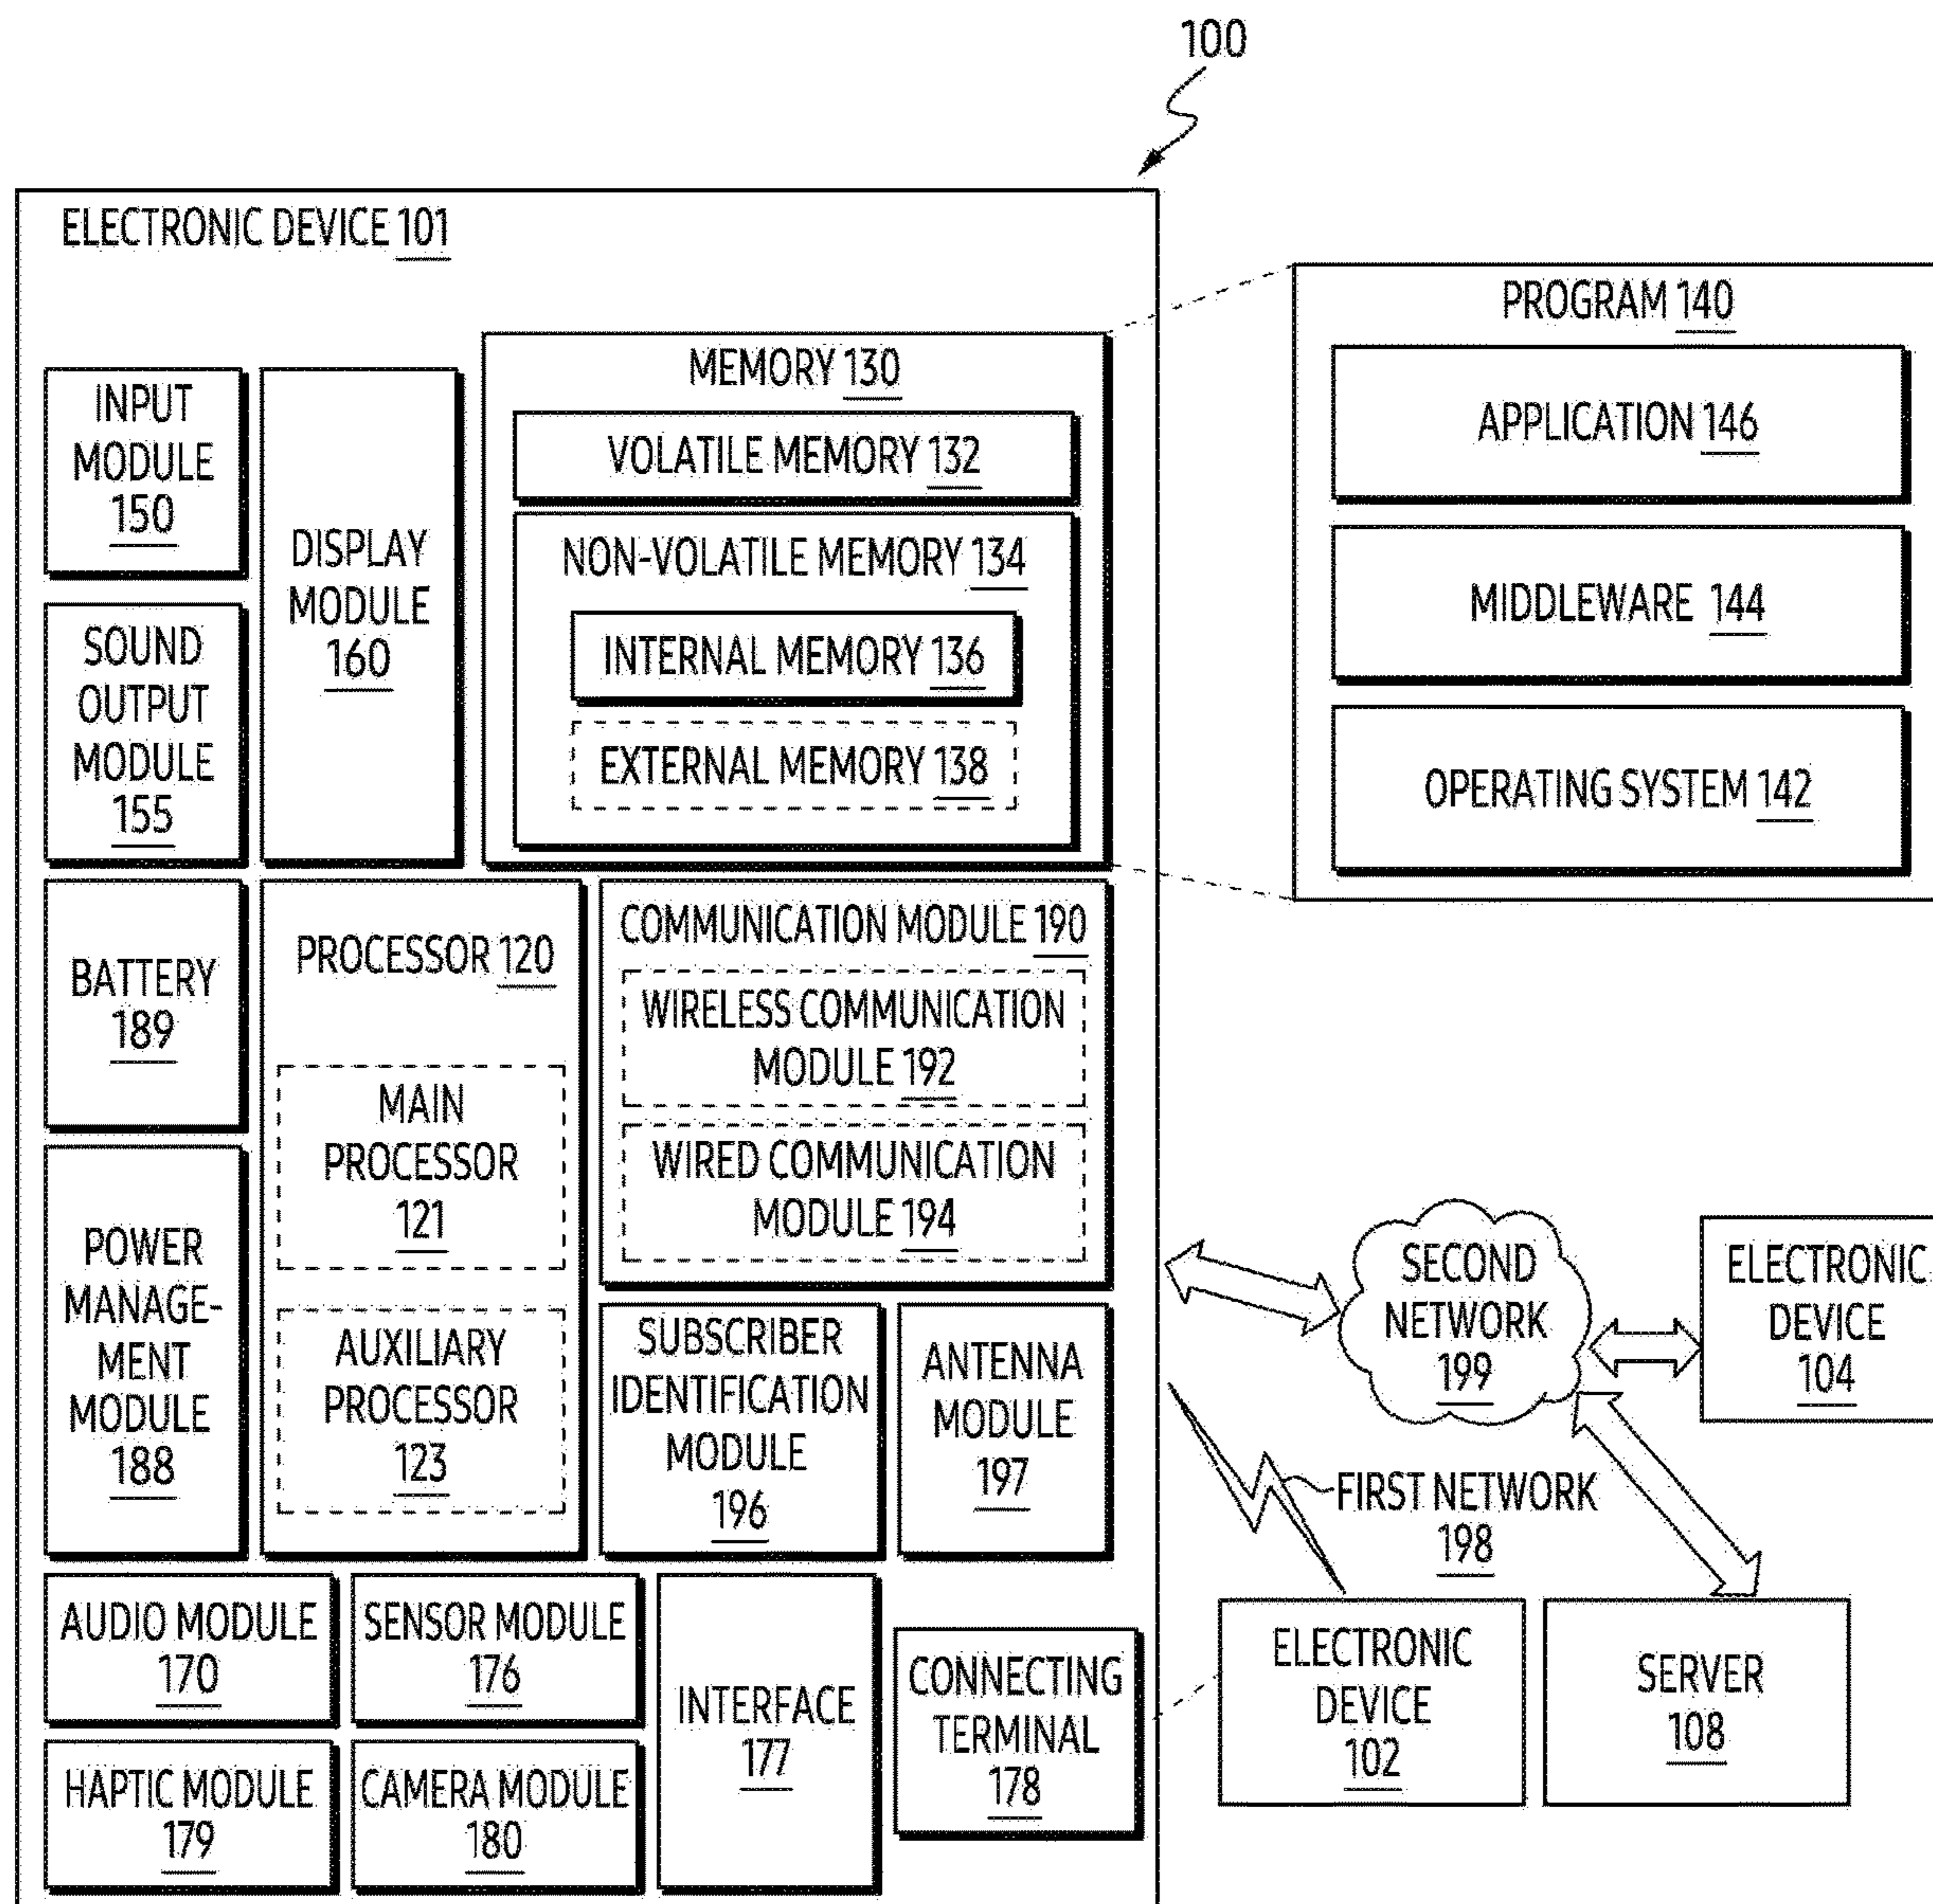 100
ELECTRONIC DEVICE 101
INPUT
MODULE
150
SOUND
OUTPUT
MODULE
155
DISPLAY
MODULE
160
MEMORY 130
VOLATILE MEMORY 132
NON-VOLATILE MEMORY 134
INTERNAL MEMORY 136
EXTERNAL MEMORY 138
PROGRAM 140
APPLICATION 146
MIDDLEWARE 144
OPERATING SYSTEM 142
BATTERY
189
POWER
MANAGE-
MENT
MODULE
188
PROCESSOR 120
MAIN
PROCESSOR
121
AUXILIARY
PROCESSOR
123
COMMUNICATION MODULE 190
WIRELESS COMMUNICATION
MODULE 192
WIRED COMMUNICATION
MODULE 194
SUBSCRIBER
IDENTIFICATION
MODULE
196
ANTENNA
MODULE
197
SECOND
NETWORK
199
ELECTRONIC
DEVICE
104
FIRST NETWORK
198
AUDIO MODULE
170
SENSOR MODULE
176
HAPTIC MODULE
179
CAMERA MODULE
180
INTERFACE
177
CONNECTING
TERMINAL
178
ELECTRONIC
DEVICE
102
SERVER
108